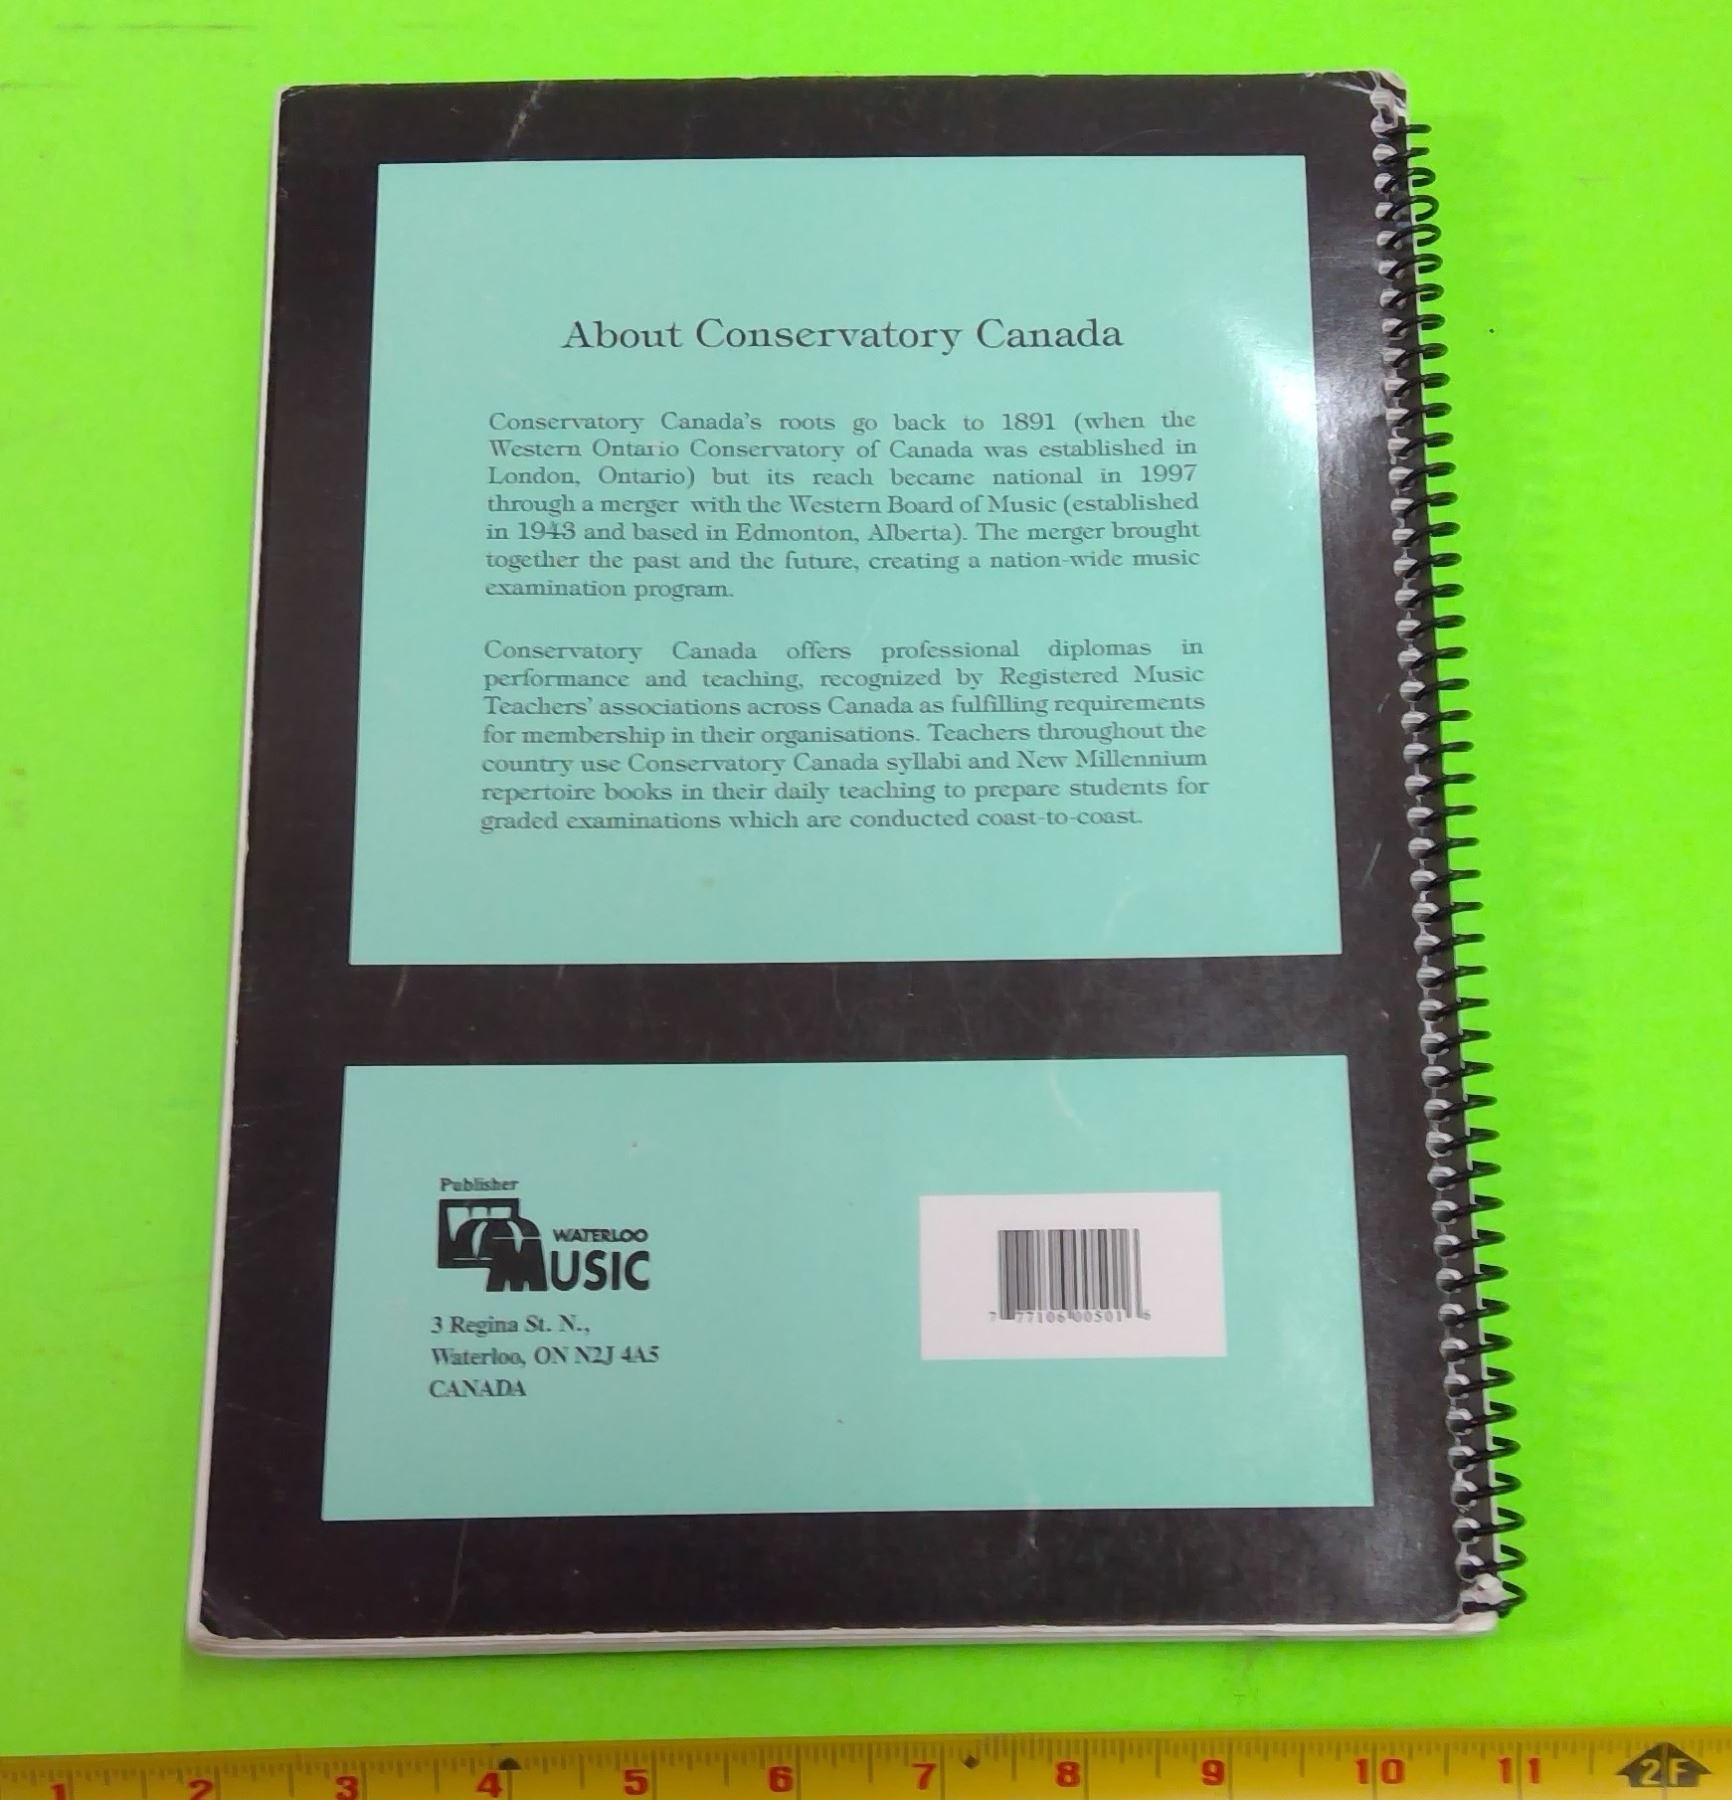 About Conservatory Canada
Conservatory Canada's roots go back to 1891 (when the
Western Ontario Conservatory of Canada was established in
London, Ontario) but its reach became national in 1997
through a merger with the Western Board of Music (established
in 1943 and based in Edmonton, Alberta). The merger brought
together the past and the future, creating a nation-wide music
examination program.
Conservatory Canada offers professional diplomas in
performance and teaching, recognized by Registered Music
Teachers' associations across Canada as fulfilling requirements
for membership in their organisations. Teachers throughout the
country use Conservatory Canada syllabi and New Millennium
repertoire books in their daily teaching to prepare students for
graded examinations which are conducted coast-to-coast.
Publisher
WATERLOO
MUSIC
3 Regina St. N.,
Waterloo, ON N2J 4A5
CANADA
7 77106 00501 6
1 2 3 4 5 6 7 8 9 10 11 2F